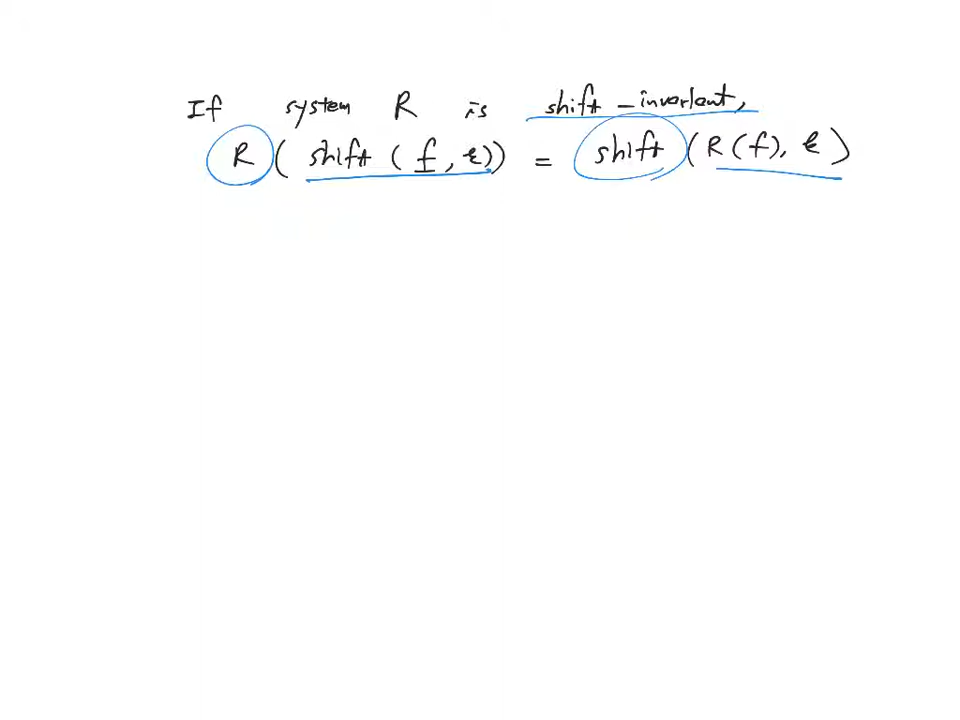 If system R is shift-invariant,
R ( shift ( f , k ) ) = shift ( R ( f ) , k )